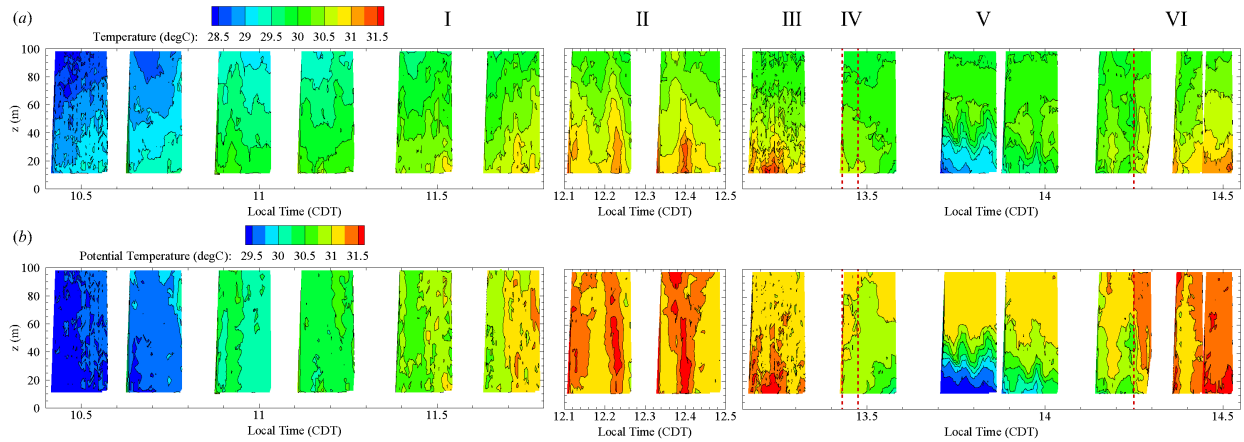 (a)
I II III IV V VI
Temperature (degC): 28.5 29 29.5 30 30.5 31 31.5
100
80
60
40
20
0
z (m)
10.5 11 11.5 12.1 12.2 12.3 12.4 12.5 13.5 14 14.5
Local Time (CDT) Local Time (CDT) Local Time (CDT)
(b)
Potential Temperature (degC): 29.5 30 30.5 31 31.5
100
80
60
40
20
0
z (m)
10.5 11 11.5 12.1 12.2 12.3 12.4 12.5 13.5 14 14.5
Local Time (CDT) Local Time (CDT) Local Time (CDT)